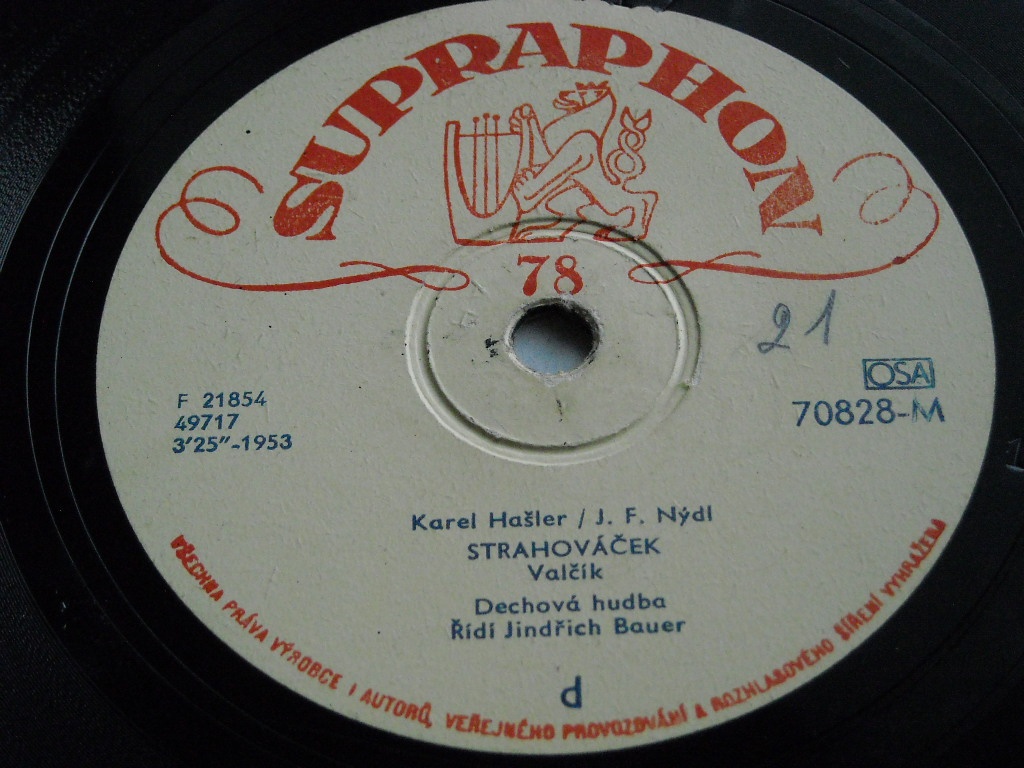 SUPRAPHON
78
21
OSA
70828-M
F 21854
49717
3'25"-1953
Karel Hašler / J. F. Nýdl
STRAHOVÁČEK
Valčík
Dechová hudba
Řídí Jindřich Bauer
d
VŠECHNA PRÁVA VÝROBCE I AUTORŮ, VEŘEJNÉHO PROVOZOVÁNÍ A ROZHLASOVÉHO ŠÍŘENÍ VYHRAŽENA